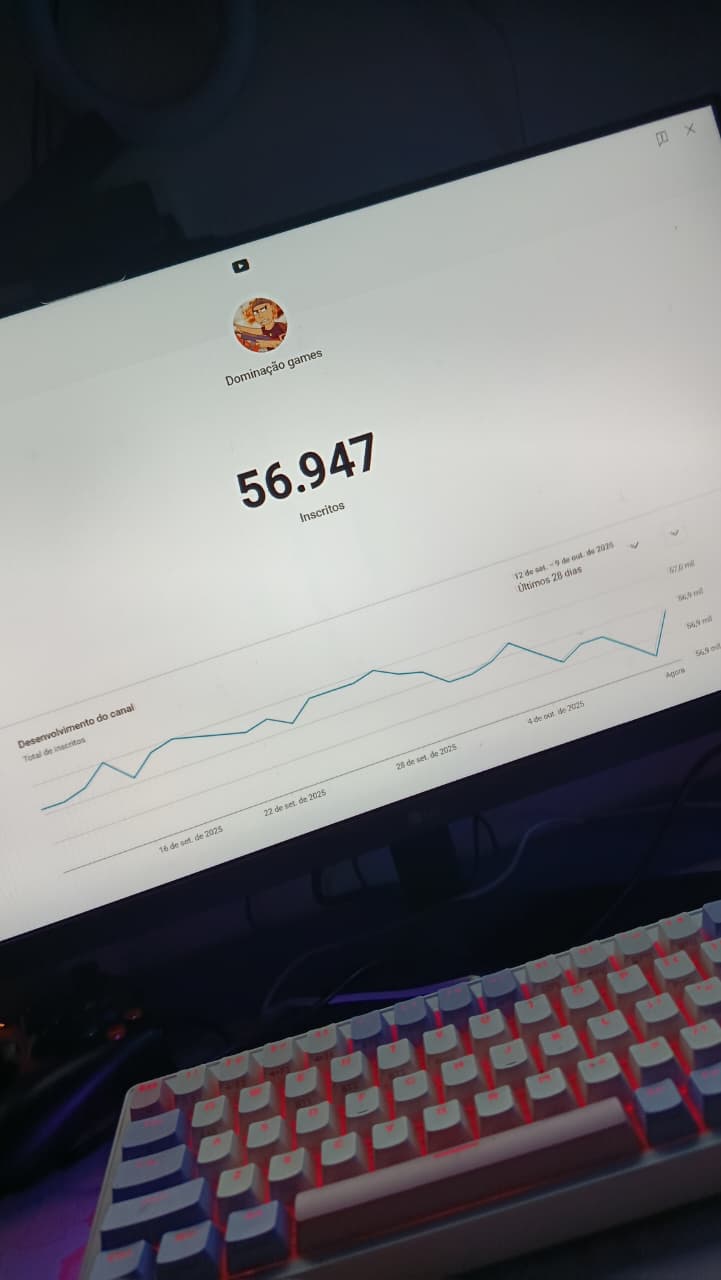 Dominação games
56.947
Inscritos
12 de set. – 9 de out. de 2025
Últimos 28 dias
Desenvolvimento do canal
Total de inscritos
57,0 mil
56,9 mil
56,9 mil
56,9 mil
16 de set. de 2025
22 de set. de 2025
28 de set. de 2025
4 de out. de 2025
Agora